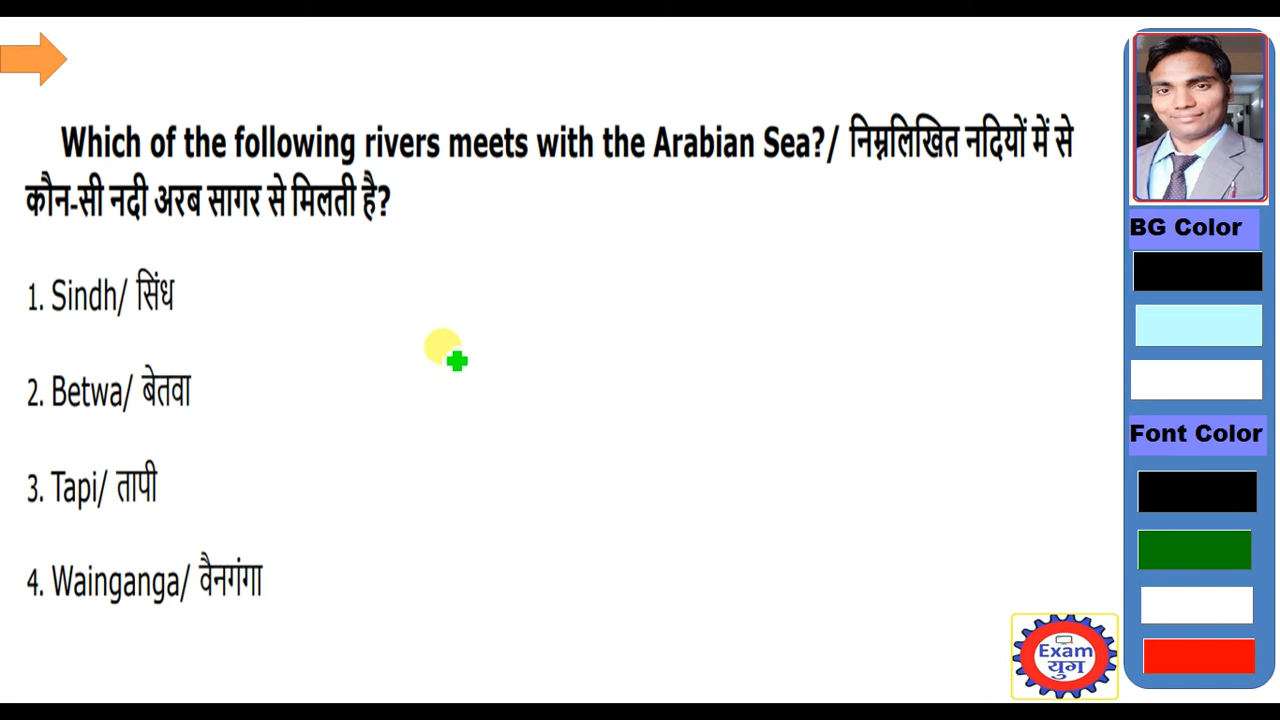 Which of the following rivers meets with the Arabian Sea?/ निम्नलिखित नदियों में से
कौन-सी नदी अरब सागर से मिलती है?
1. Sindh/ सिंध
2. Betwa/ बेतवा
3. Tapi/ तापी
4. Wainganga/ वैनगंगा
BG Color
Font Color
Exam
युग